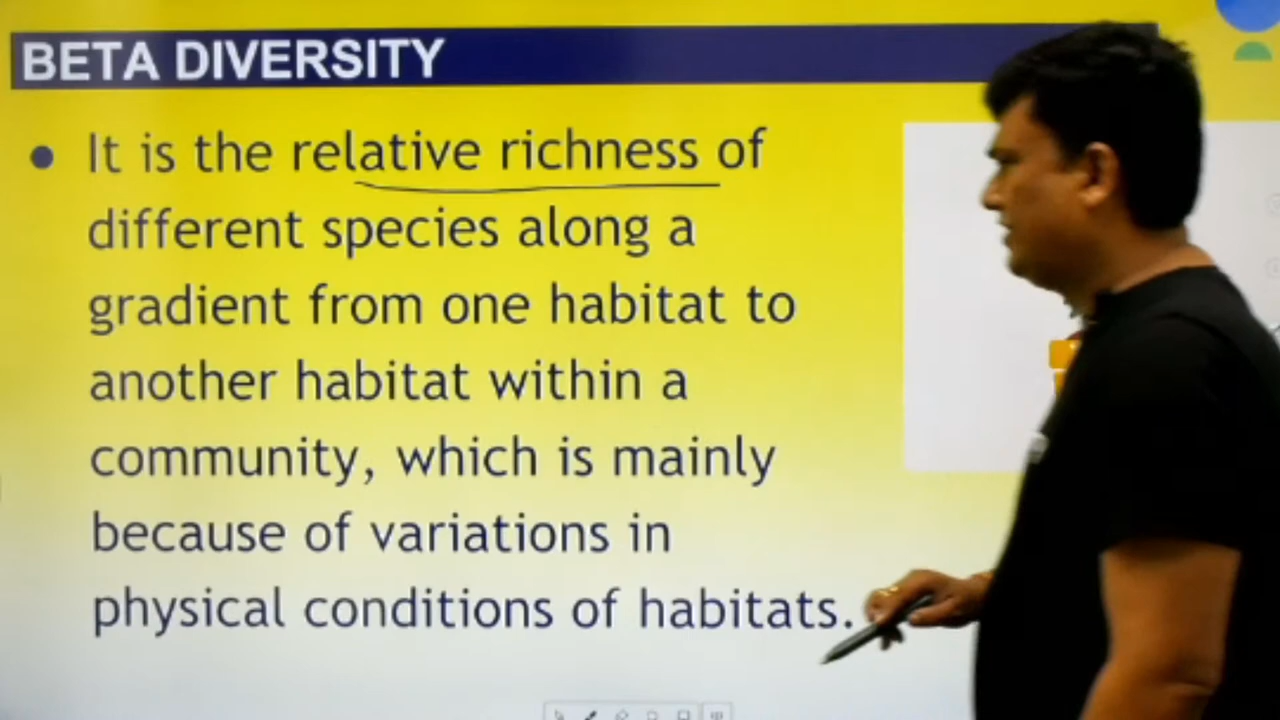 BETA DIVERSITY
• It is the relative richness of
different species along a
gradient from one habitat to
another habitat within a
community, which is mainly
because of variations in
physical conditions of habitats.